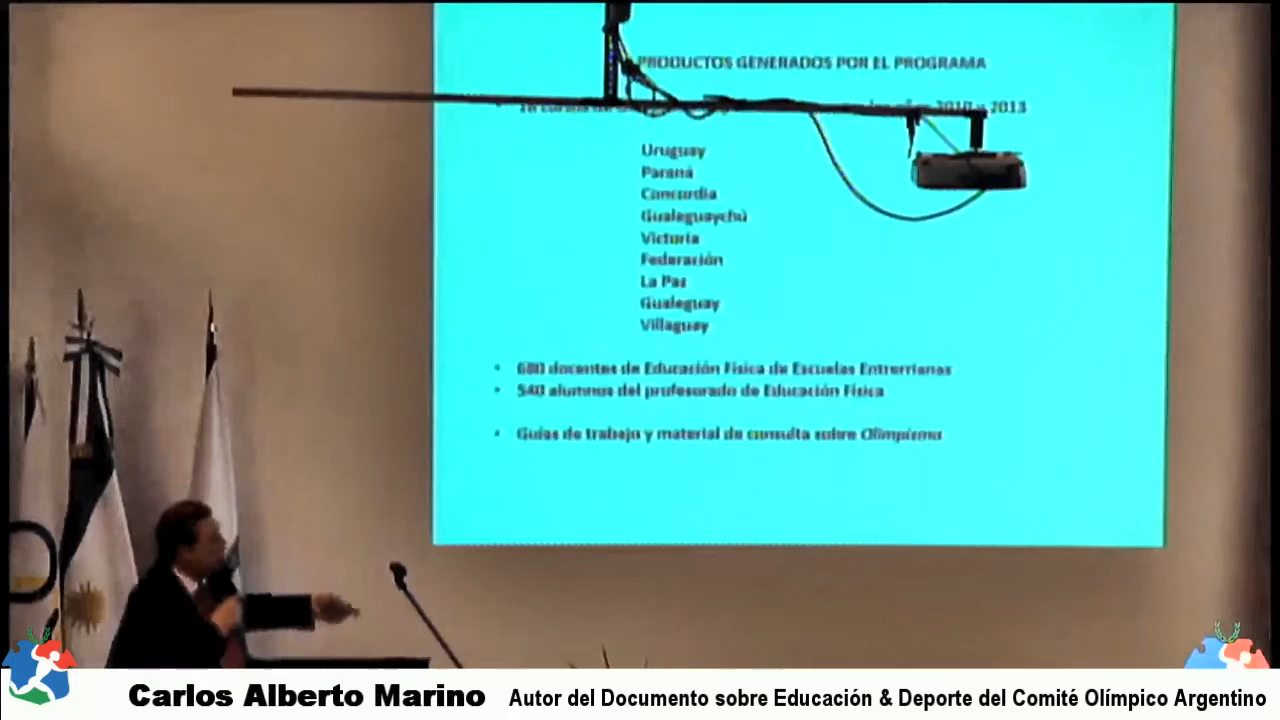 PRODUCTOS GENERADOS POR EL PROGRAMA
2010 y 2013
Uruguay
Paraná
Concordia
Gualeguaychú
Victoria
Federación
La Paz
Gualeguay
Villaguay
• 680 docentes de Educación Física de Escuelas Entrerrianas
• 540 alumnos del profesorado de Educación Física
• Guías de trabajo y material de consulta sobre Olimpismo
Carlos Alberto Marino Autor del Documento sobre Educación & Deporte del Comité Olímpico Argentino